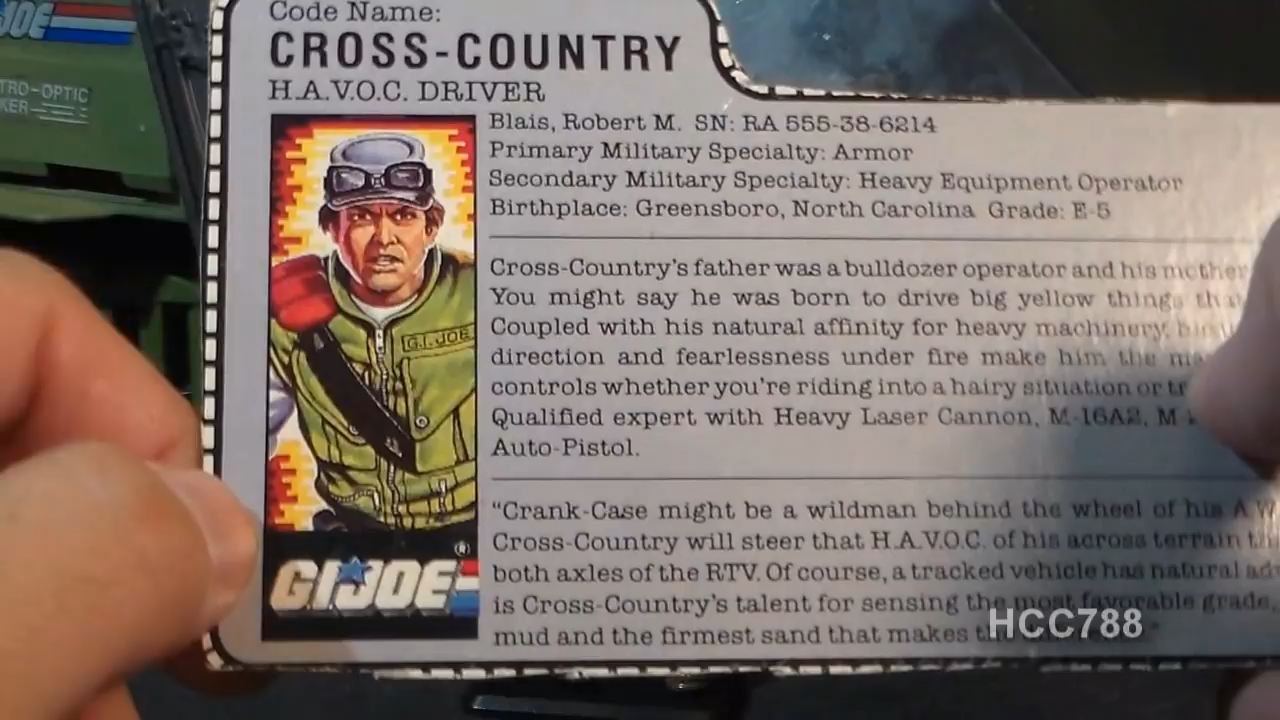 JOE
TRO-OPTIC
KER
Code Name:
CROSS-COUNTRY
H.A.V.O.C. DRIVER
Blais, Robert M. SN: RA 555-38-6214
Primary Military Specialty: Armor
Secondary Military Specialty: Heavy Equipment Operator
Birthplace: Greensboro, North Carolina Grade: E-5
Cross-Country's father was a bulldozer operator and his mother
You might say he was born to drive big yellow things
Coupled with his natural affinity for heavy machinery,
direction and fearlessness under fire make him the
controls whether you're riding into a hairy situation or
Qualified expert with Heavy Laser Cannon, M-16A2,
Auto-Pistol.
"Crank-Case might be a wildman behind the wheel of his
Cross-Country will steer that H.A.V.O.C. of his across terrain
both axles of the RTV. Of course, a tracked vehicle has natural
is Cross-Country's talent for sensing the most favorable grade,
mud and the firmest sand that makes
G.I. JOE
G.I. JOE ®
HCC788